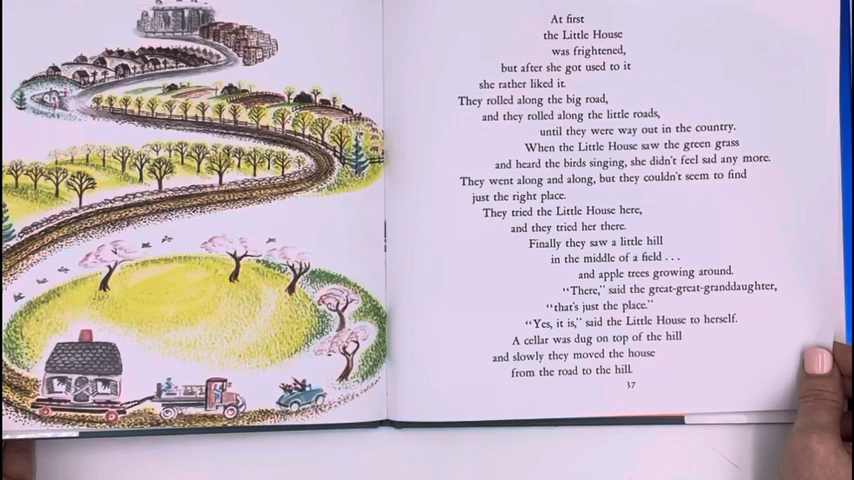 At first
the Little House
was frightened,
but after she got used to it
she rather liked it.
They rolled along the big road,
and they rolled along the little roads,
until they were way out in the country.
When the Little House saw the green grass
and heard the birds singing, she didn't feel sad any more.
They went along and along, but they couldn't seem to find
just the right place.
They tried the Little House here,
and they tried her there.
Finally they saw a little hill
in the middle of a field . . .
and apple trees growing around.
"There," said the great-great-granddaughter,
"that's just the place."
"Yes, it is," said the Little House to herself.
A cellar was dug on top of the hill
and slowly they moved the house
from the road to the hill.
37